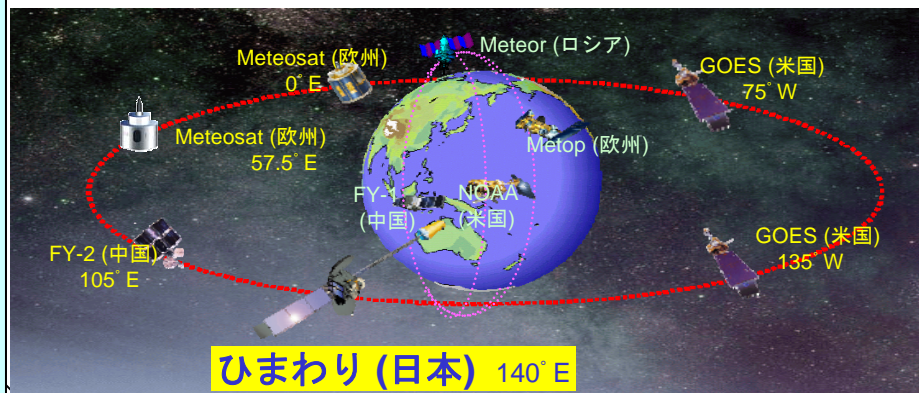 Meteor (ロシア)
Meteosat (欧州)
0° E
GOES (米国)
75° W
Meteosat (欧州)
57.5° E
Metop (欧州)
FY-1
(中国)
NOAA
(米国)
FY-2 (中国)
105° E
GOES (米国)
135° W
ひまわり (日本) 140° E